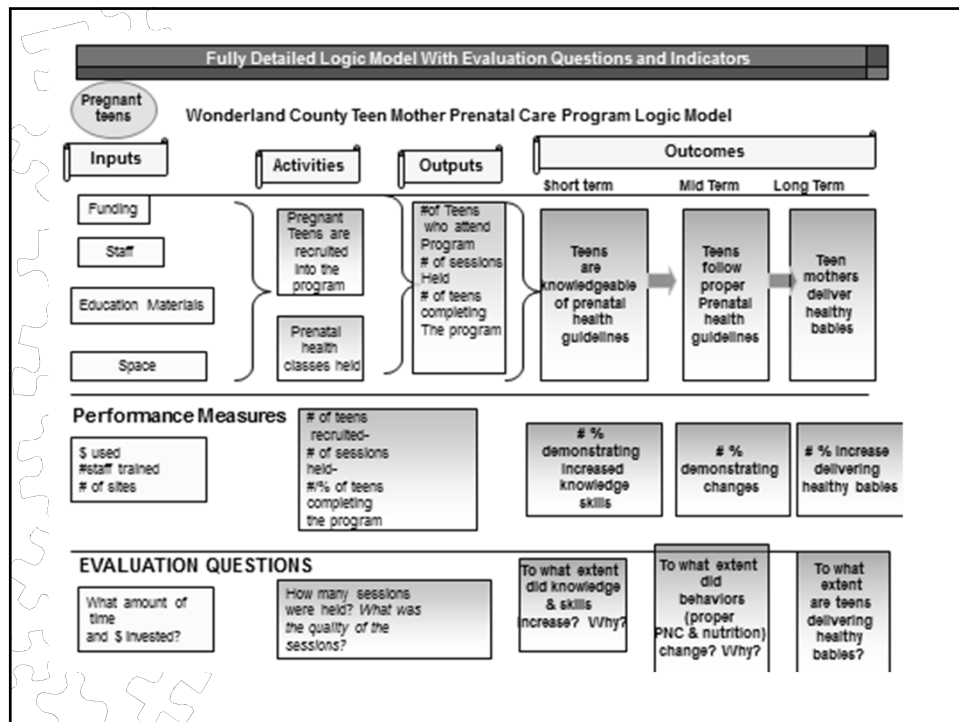 Fully Detailed Logic Model With Evaluation Questions and Indicators
Pregnant
teens
Wonderland County Teen Mother Prenatal Care Program Logic Model
Inputs
Activities
Outputs
Outcomes
Short term
Mid Term
Long Term
Funding
Staff
Education Materials
Space
Pregnant
Teens are
recruited
into the
program
Prenatal
health
classes held
#of Teens
who attend
Program
# of sessions
Held
# of teens
completing
The program
Teens
are
knowledgeable
of prenatal
health
guidelines
Teens
follow
proper
Prenatal
health
guidelines
Teen
mothers
deliver
healthy
babies
Performance Measures
$ used
#staff trained
# of sites
# of teens
recruited-
# of sessions
held-
#/% of teens
completing
the program
# %
demonstrating
increased
knowledge
skills
# %
demonstrating
changes
# % increase
delivering
healthy babies
EVALUATION QUESTIONS
What amount of
time
and $ invested?
How many sessions
were held? What was
the quality of the
sessions?
To what extent
did knowledge
& skills
increase? Why?
To what extent
did
behaviors
(proper
PNC & nutrition)
change? Why?
To what
extent
are teens
delivering
healthy
babies?